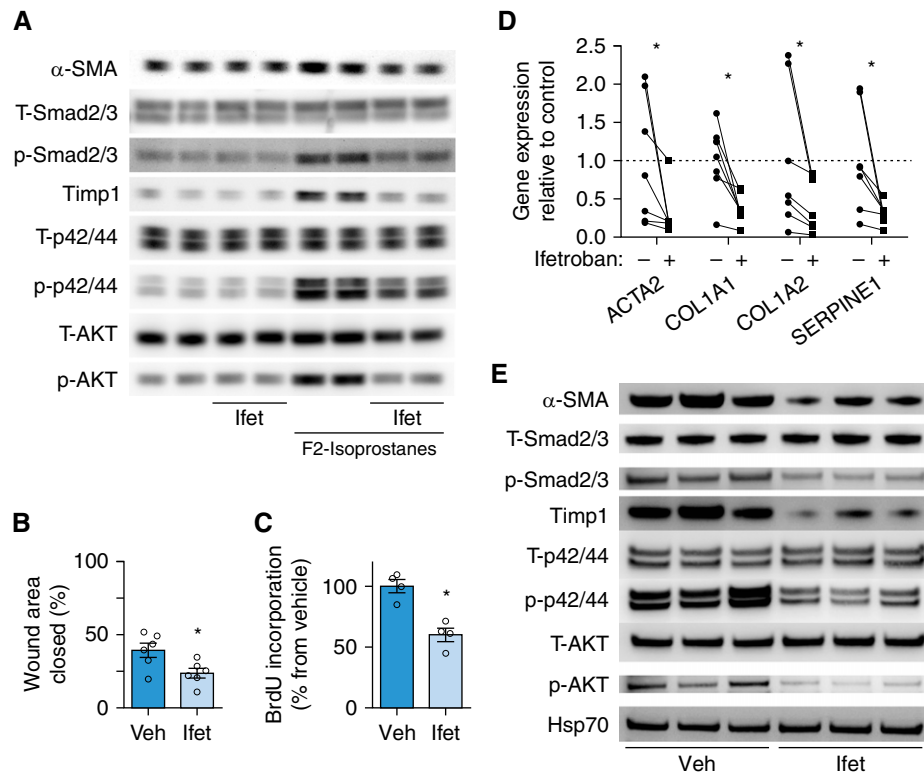 A
α-SMA
T-Smad2/3
p-Smad2/3
Timp1
T-p42/44
p-p42/44
T-AKT
p-AKT
Ifet Ifet
F2-Isoprostanes
B
Wound area
closed (%)
100
50
0
*
Veh Ifet
C
BrdU incorporation
(% from vehicle)
100
50
0
*
Veh Ifet
D
Gene expression
relative to control
2.5
2.0
1.5
1.0
0.5
0.0
* * * *
Ifetroban: − + − + − + − +
ACTA2
COL1A1
COL1A2
SERPINE1
E
α-SMA
T-Smad2/3
p-Smad2/3
Timp1
T-p42/44
p-p42/44
T-AKT
p-AKT
Hsp70
Veh Ifet